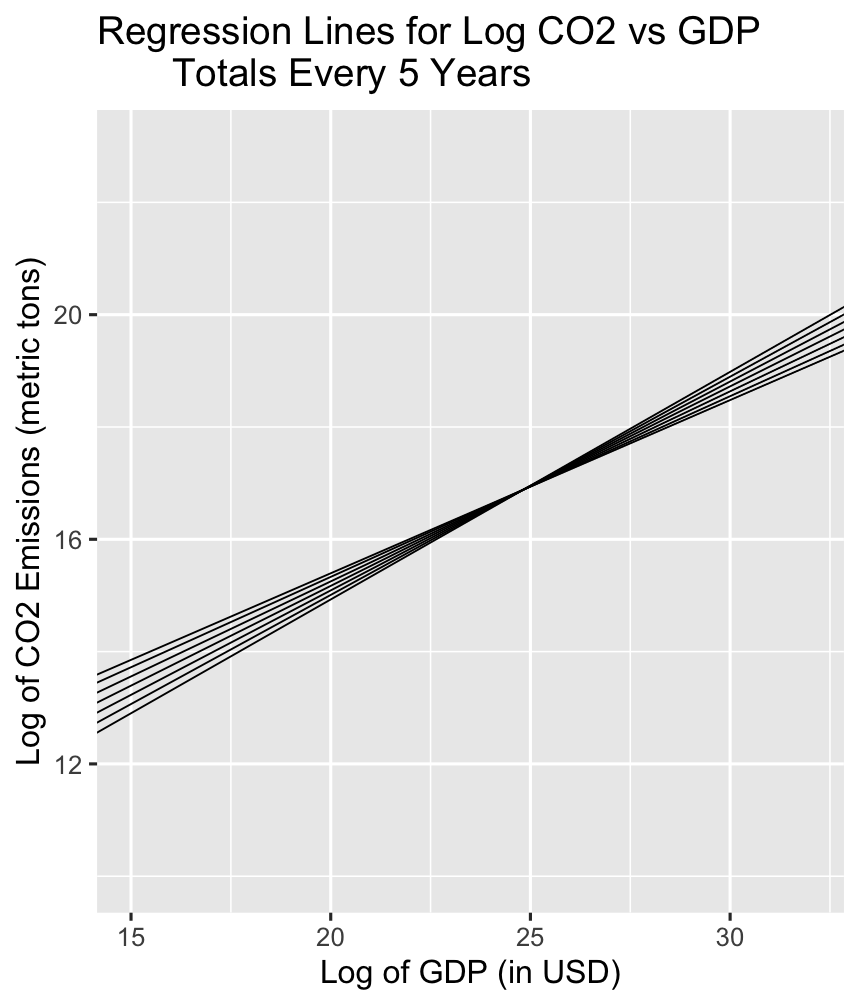 Regression Lines for Log CO2 vs GDP
Totals Every 5 Years
Log of CO2 Emissions (metric tons)
20
16
12
15 20 25 30
Log of GDP (in USD)